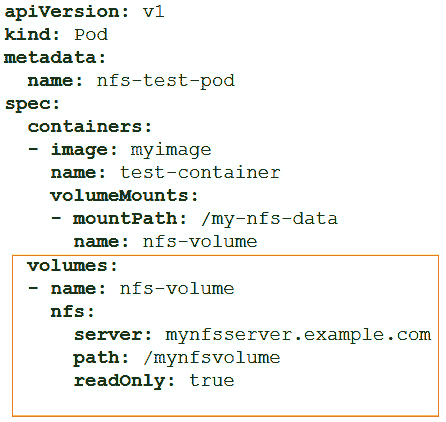 apiVersion: v1
kind: Pod
metadata:
  name: nfs-test-pod
spec:
  containers:
  - image: myimage
    name: test-container
    volumeMounts:
    - mountPath: /my-nfs-data
      name: nfs-volume
  volumes:
  - name: nfs-volume
    nfs:
      server: mynfsserver.example.com
      path: /mynfsvolume
      readOnly: true